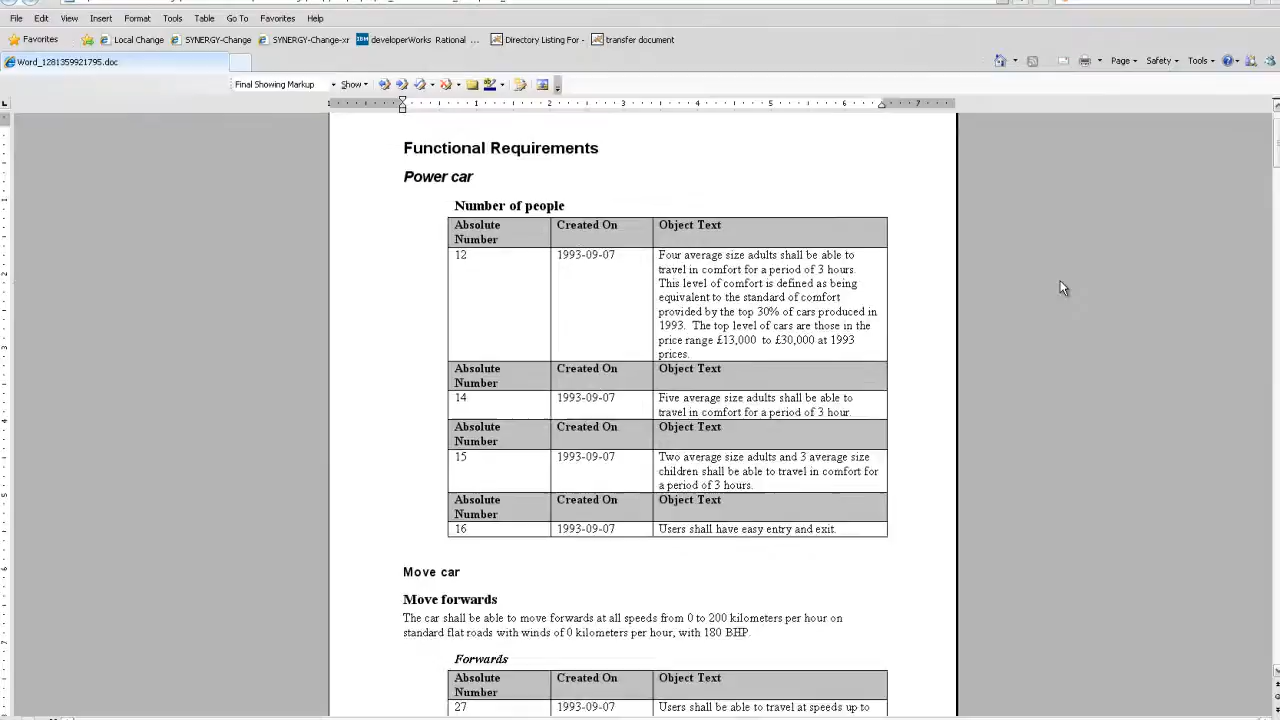 File Edit View Insert Format Tools Table Go To Favorites Help
Favorites Local Change SYNERGY-Change SYNERGY-Change-xr IBM developerWorks Rational ... Directory Listing For - transfer document
Word_1281359921795.doc
Page Safety Tools
Final Showing Markup Show
1 1 2 3 4 5 6 7
Functional Requirements
Power car
Number of people
Absolute Number Created On Object Text
12 1993-09-07 Four average size adults shall be able to
travel in comfort for a period of 3 hours.
This level of comfort is defined as being
equivalent to the standard of comfort
provided by the top 30% of cars produced in
1993. The top level of cars are those in the
price range £13,000 to £30,000 at 1993
prices.
Absolute Number Created On Object Text
14 1993-09-07 Five average size adults shall be able to
travel in comfort for a period of 3 hour.
Absolute Number Created On Object Text
15 1993-09-07 Two average size adults and 3 average size
children shall be able to travel in comfort for
a period of 3 hours.
Absolute Number Created On Object Text
16 1993-09-07 Users shall have easy entry and exit.
Move car
Move forwards
The car shall be able to move forwards at all speeds from 0 to 200 kilometers per hour on
standard flat roads with winds of 0 kilometers per hour, with 180 BHP.
Forwards
Absolute Number Created On Object Text
27 1993-09-07 Users shall be able to travel at speeds up to